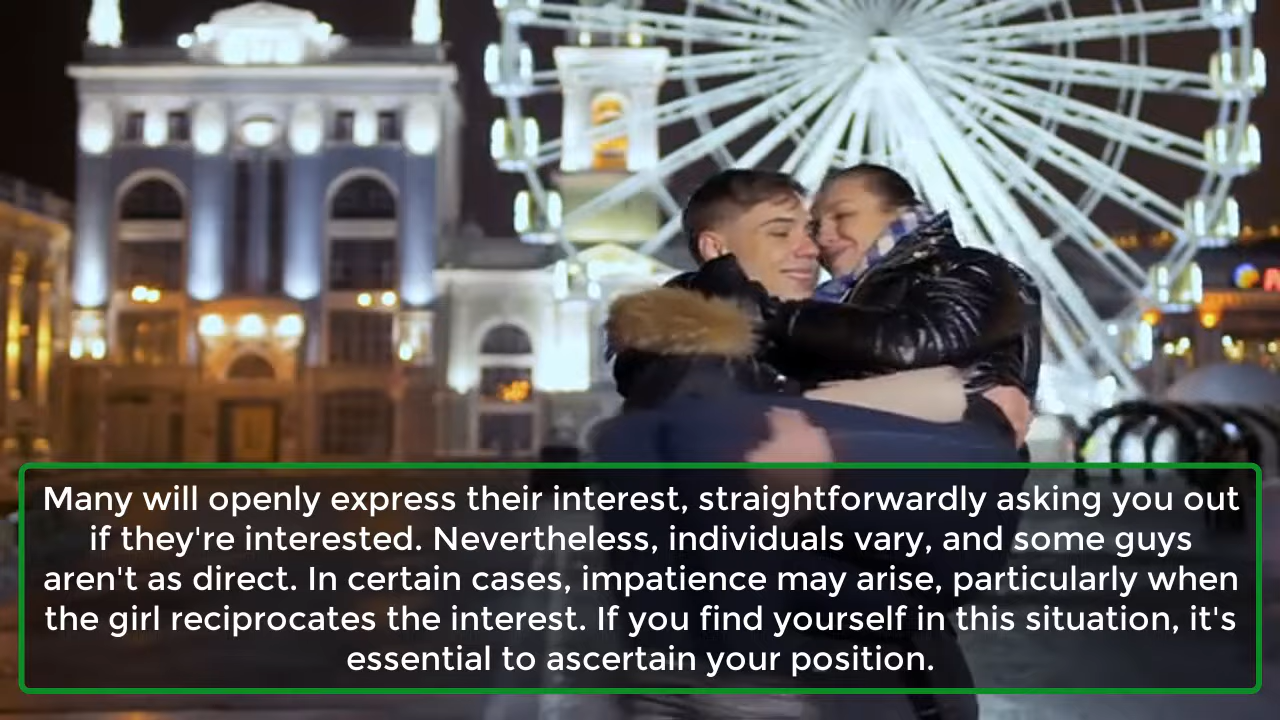 Many will openly express their interest, straightforwardly asking you out
if they're interested. Nevertheless, individuals vary, and some guys
aren't as direct. In certain cases, impatience may arise, particularly when
the girl reciprocates the interest. If you find yourself in this situation, it's
essential to ascertain your position.